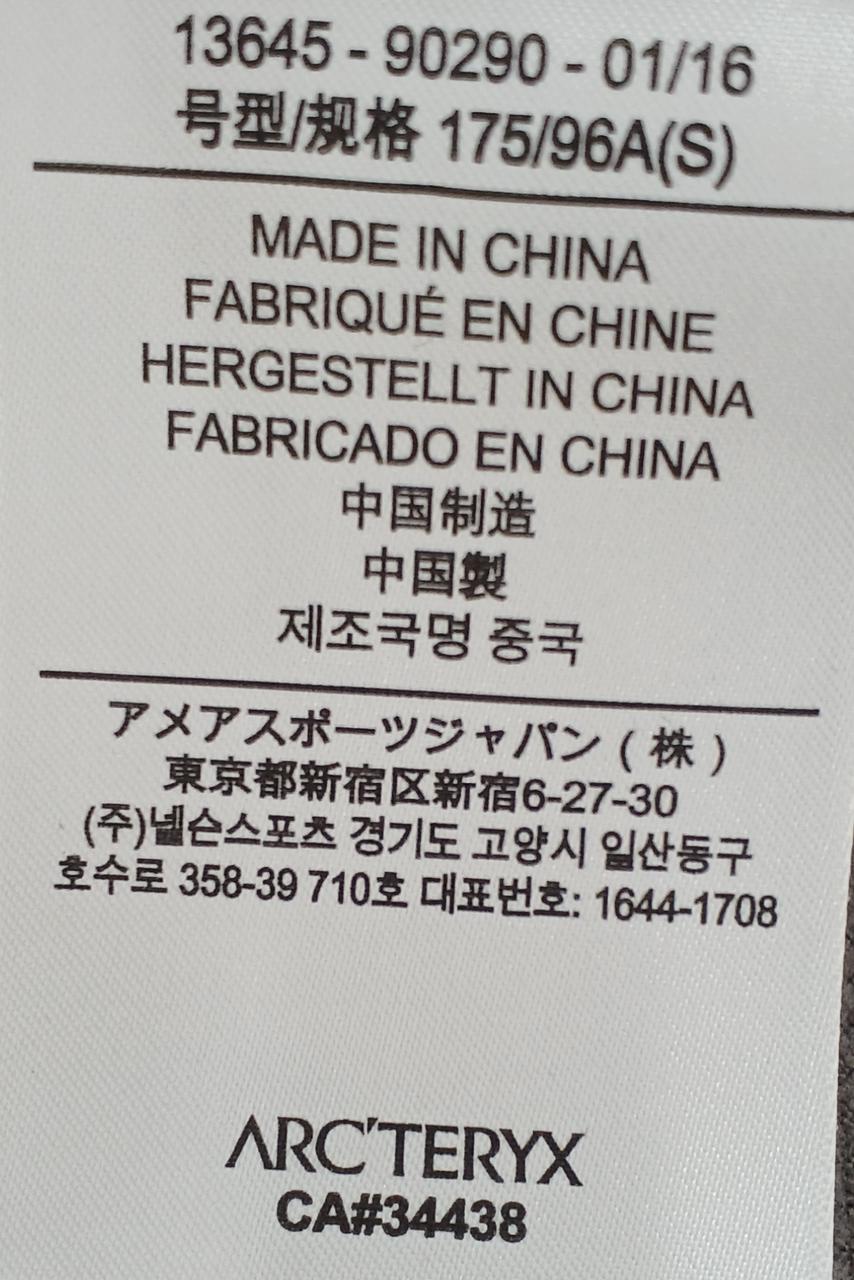 13645 - 90290 - 01/16
号型/规格 175/96A(S)
MADE IN CHINA
FABRIQUÉ EN CHINE
HERGESTELLT IN CHINA
FABRICADO EN CHINA
中国制造
中国製
제조국명 중국
アメアスポーツジャパン(株)
東京都新宿区新宿6-27-30
(주)넬슨스포츠 경기도 고양시 일산동구
호수로 358-39 710호 대표번호: 1644-1708
ARC'TERYX
CA#34438